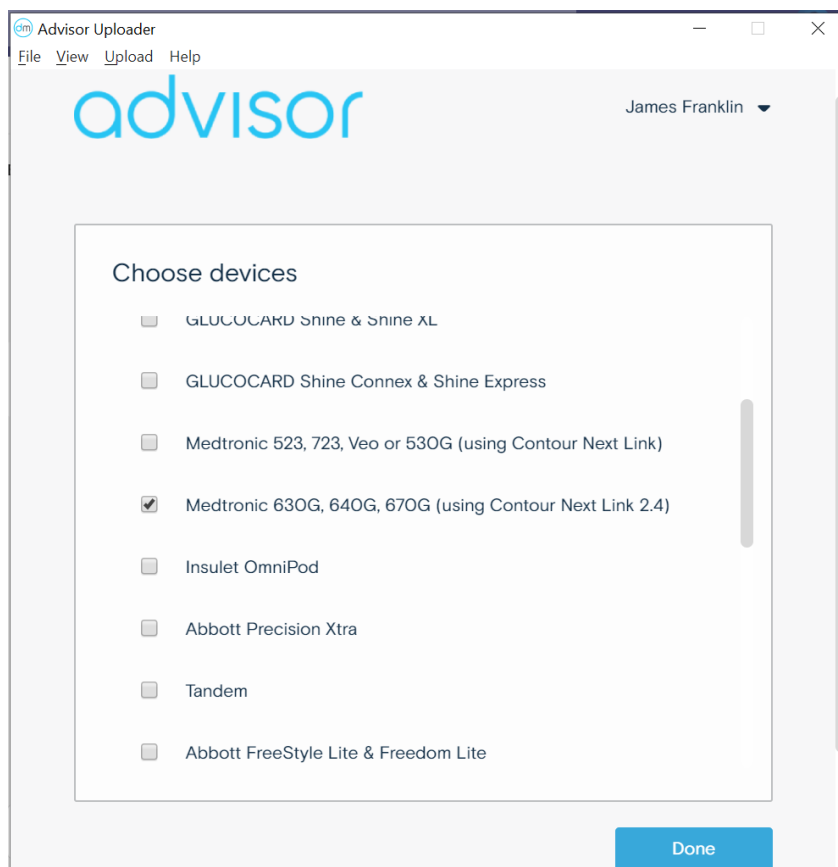 dm Advisor Uploader
File View Upload Help
advisor
James Franklin
Choose devices
GLUCOCARD Shine & Shine XL
GLUCOCARD Shine Connex & Shine Express
Medtronic 523, 723, Veo or 530G (using Contour Next Link)
Medtronic 630G, 640G, 670G (using Contour Next Link 2.4)
Insulet OmniPod
Abbott Precision Xtra
Tandem
Abbott FreeStyle Lite & Freedom Lite
Done